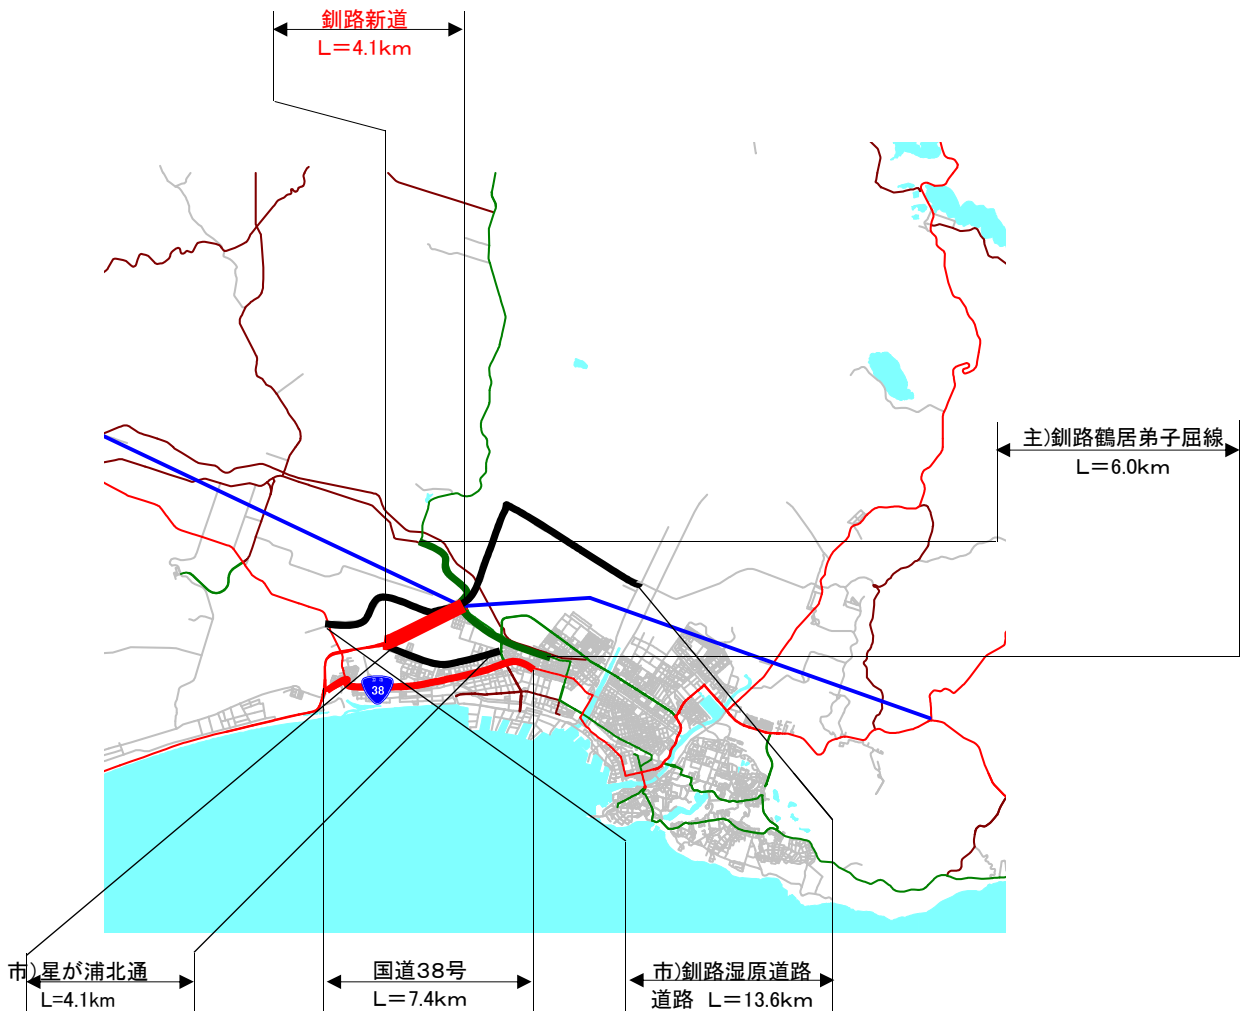 釧路新道
L=4.1km
主)釧路鶴居弟子屈線
L=6.0km
38
市)星が浦北通
L=4.1km
国道38号
L=7.4km
市)釧路湿原道路
道路 L=13.6km